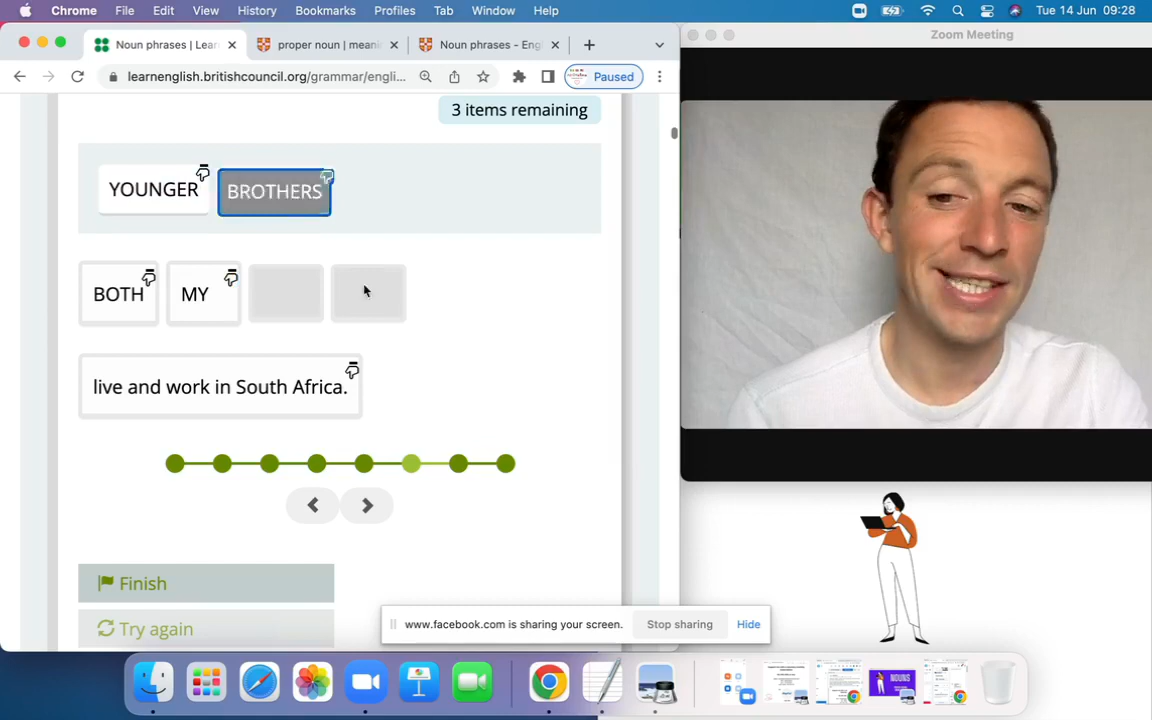 Chrome File Edit View History Bookmarks Profiles Tab Window Help Tue 14 Jun 09:28
Noun phrases | Lear
proper noun | meani
Noun phrases - Engl
Zoom Meeting
learnenglish.britishcouncil.org/grammar/engli...
Paused
3 items remaining
YOUNGER BROTHERS
BOTH MY
live and work in South Africa.
Finish
Try again
www.facebook.com is sharing your screen. Stop sharing Hide
NOUNS